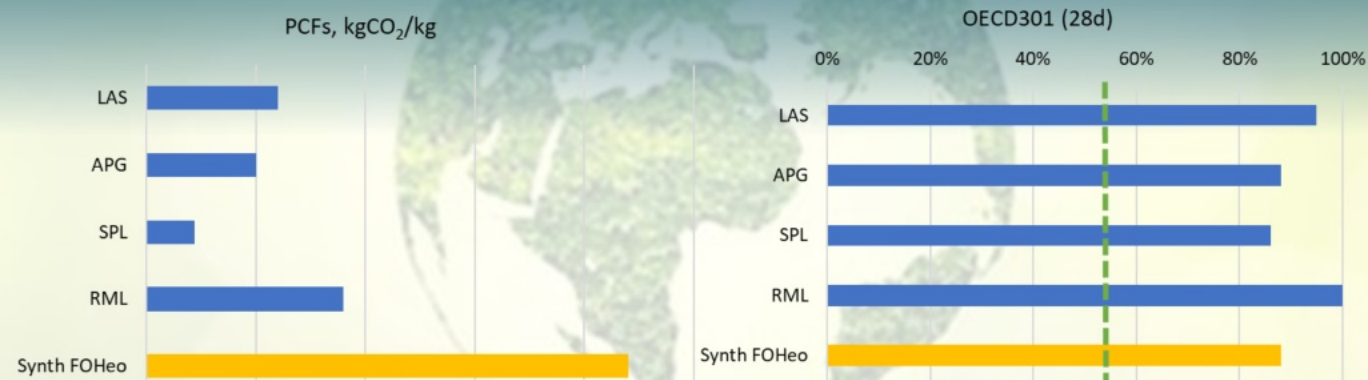 PCFs, kgCO₂/kg
LAS
APG
SPL
RML
Synth FOHeo
OECD301 (28d)
0% 20% 40% 60% 80% 100%
LAS
APG
SPL
RML
Synth FOHeo